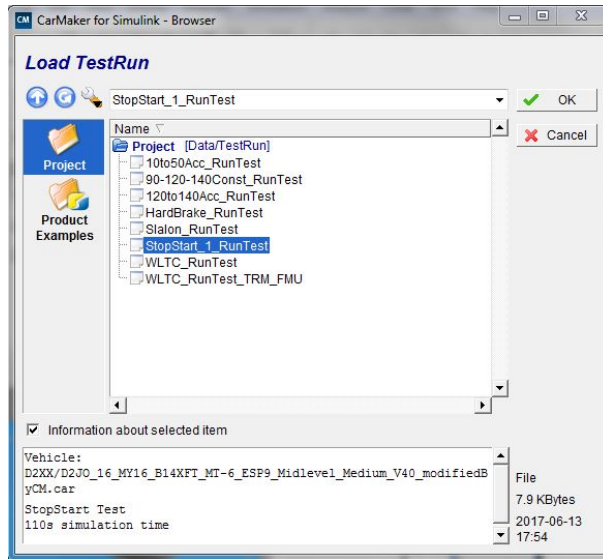 CM CarMaker for Simulink - Browser
Load TestRun
StopStart_1_RunTest
OK
Cancel
Project
Product
Examples
Name
Project [Data/TestRun]
10to50Acc_RunTest
90-120-140Const_RunTest
120to140Acc_RunTest
HardBrake_RunTest
Slalon_RunTest
StopStart_1_RunTest
WLTC_RunTest
WLTC_RunTest_TRM_FMU
Information about selected item
Vehicle:
D2XX/D2JO_16_MY16_B14XFT_MT-6_ESP9_Midlevel_Medium_V40_modifiedB
yCM.car
StopStart Test
110s simulation time
File
7.9 KBytes
2017-06-13
17:54